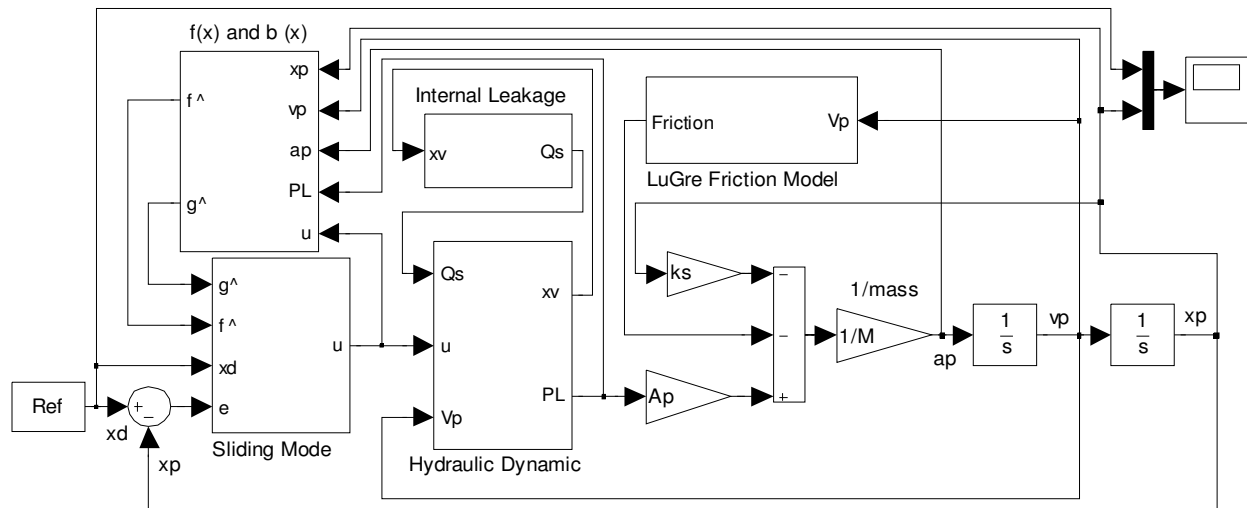 f(x) and b (x)
xp
f ^
vp
ap
PL
g^
u
Internal Leakage
xv
Qs
Friction
Vp
LuGre Friction Model
g^
f ^
xd
e
u
Sliding Mode
Ref
xd
+
−
xp
Qs
u
Vp
xv
PL
Hydraulic Dynamic
ks
Ap
−
−
+
1/mass
1/M
ap
1
s
vp
1
s
xp